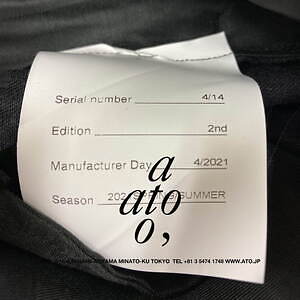 Serial number 4/14
Edition 2nd
Manufacturer Day 4/2021
a
Season SUMMER
ato
o,
AOYAMA MINATO-KU TOKYO TEL +81 3 5474 1748 WWW.ATO.JP